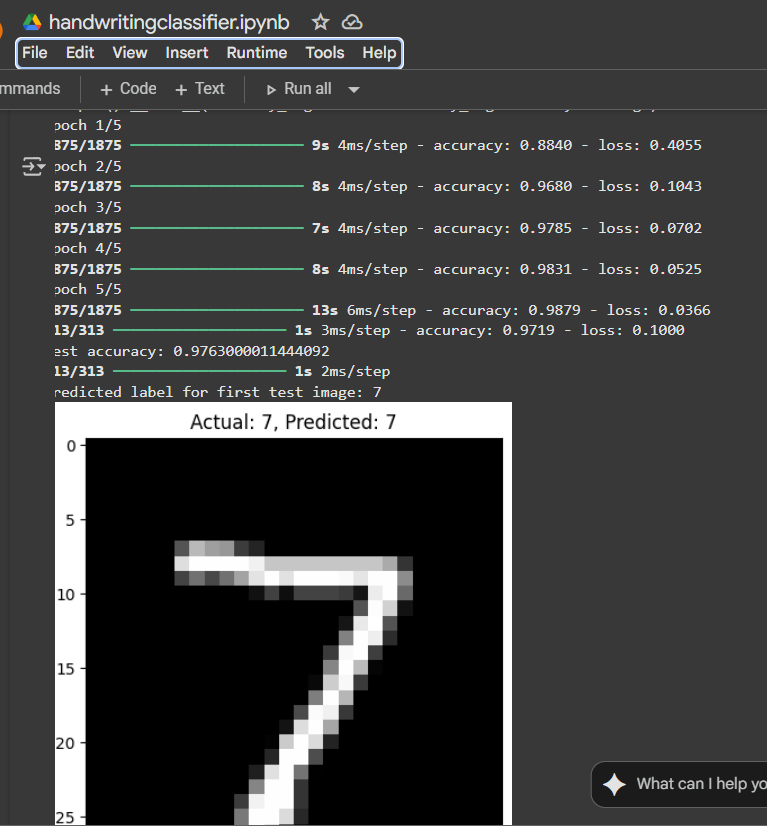 handwritingclassifier.ipynb
File Edit View Insert Runtime Tools Help
mmands + Code + Text Run all
poch 1/5
875/1875 9s 4ms/step - accuracy: 0.8840 - loss: 0.4055
poch 2/5
875/1875 8s 4ms/step - accuracy: 0.9680 - loss: 0.1043
poch 3/5
875/1875 7s 4ms/step - accuracy: 0.9785 - loss: 0.0702
poch 4/5
875/1875 8s 4ms/step - accuracy: 0.9831 - loss: 0.0525
poch 5/5
875/1875 13s 6ms/step - accuracy: 0.9879 - loss: 0.0366
13/313 1s 3ms/step - accuracy: 0.9719 - loss: 0.1000
est accuracy: 0.9763000011444092
13/313 1s 2ms/step
redicted label for first test image: 7
Actual: 7, Predicted: 7
0
5
10
15
20
25
7
What can I help yo